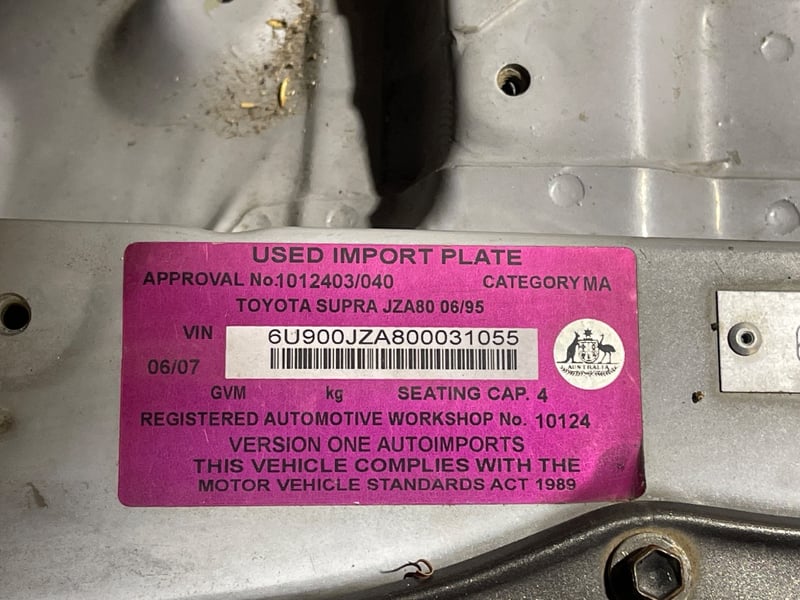 USED IMPORT PLATE
APPROVAL No.1012403/040 CATEGORY MA
TOYOTA SUPRA JZA80 06/95
VIN 6U900JZA800031055
06/07
AUSTRALIA
GVM kg SEATING CAP. 4
REGISTERED AUTOMOTIVE WORKSHOP No. 10124
VERSION ONE AUTOIMPORTS
THIS VEHICLE COMPLIES WITH THE
MOTOR VEHICLE STANDARDS ACT 1989